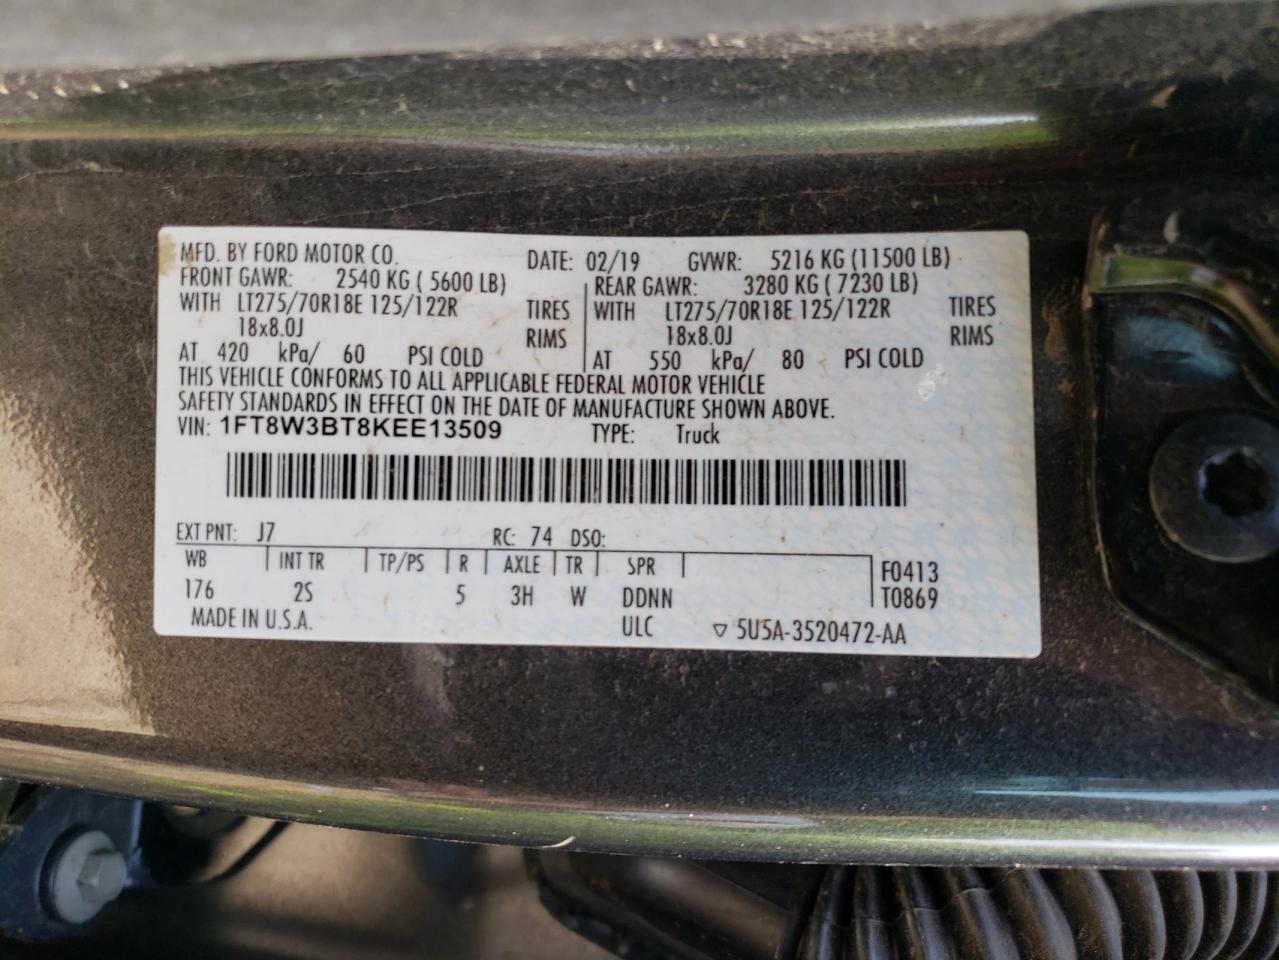 MFD. BY FORD MOTOR CO. DATE: 02/19 GVWR: 5216 KG (11500 LB)
FRONT GAWR: 2540 KG ( 5600 LB) REAR GAWR: 3280 KG ( 7230 LB)
WITH LT275/70R18E 125/122R TIRES WITH LT275/70R18E 125/122R TIRES
18x8.0J RIMS 18x8.0J RIMS
AT 420 kPa/ 60 PSI COLD AT 550 kPa/ 80 PSI COLD
THIS VEHICLE CONFORMS TO ALL APPLICABLE FEDERAL MOTOR VEHICLE
SAFETY STANDARDS IN EFFECT ON THE DATE OF MANUFACTURE SHOWN ABOVE.
VIN: 1FT8W3BT8KEE13509 TYPE: Truck
EXT PNT: J7 RC: 74 DSO:
WB INT TR TP/PS R AXLE TR SPR F0413
176 2S 5 3H W DDNN T0869
MADE IN U.S.A. ULC ▽ 5U5A-3520472-AA